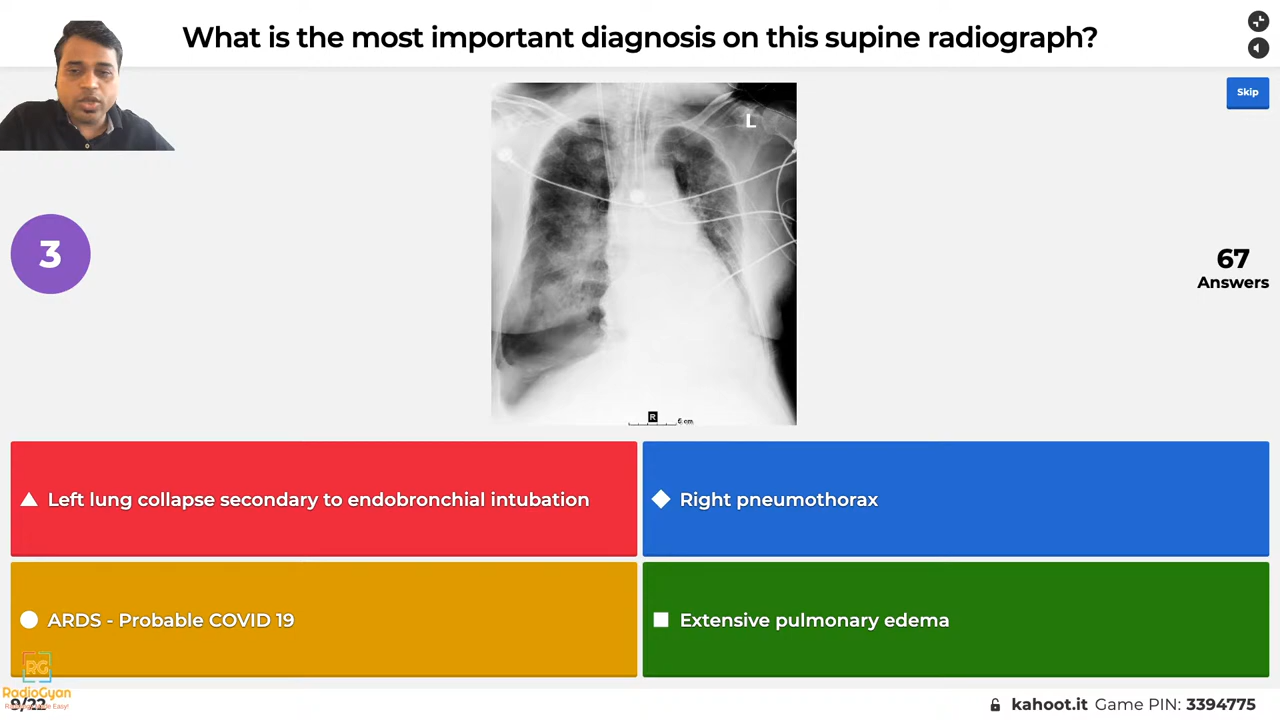 What is the most important diagnosis on this supine radiograph?
Skip
L
3
67
Answers
R
6 cm
Left lung collapse secondary to endobronchial intubation
Right pneumothorax
ARDS - Probable COVID 19
Extensive pulmonary edema
RG
RadioGyan
9/22
kahoot.it Game PIN: 3394775